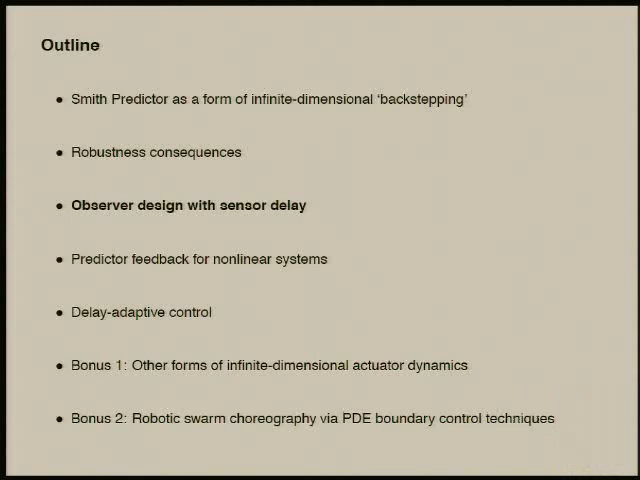 Outline
• Smith Predictor as a form of infinite-dimensional ‘backstepping’
• Robustness consequences
• Observer design with sensor delay
• Predictor feedback for nonlinear systems
• Delay-adaptive control
• Bonus 1: Other forms of infinite-dimensional actuator dynamics
• Bonus 2: Robotic swarm choreography via PDE boundary control techniques